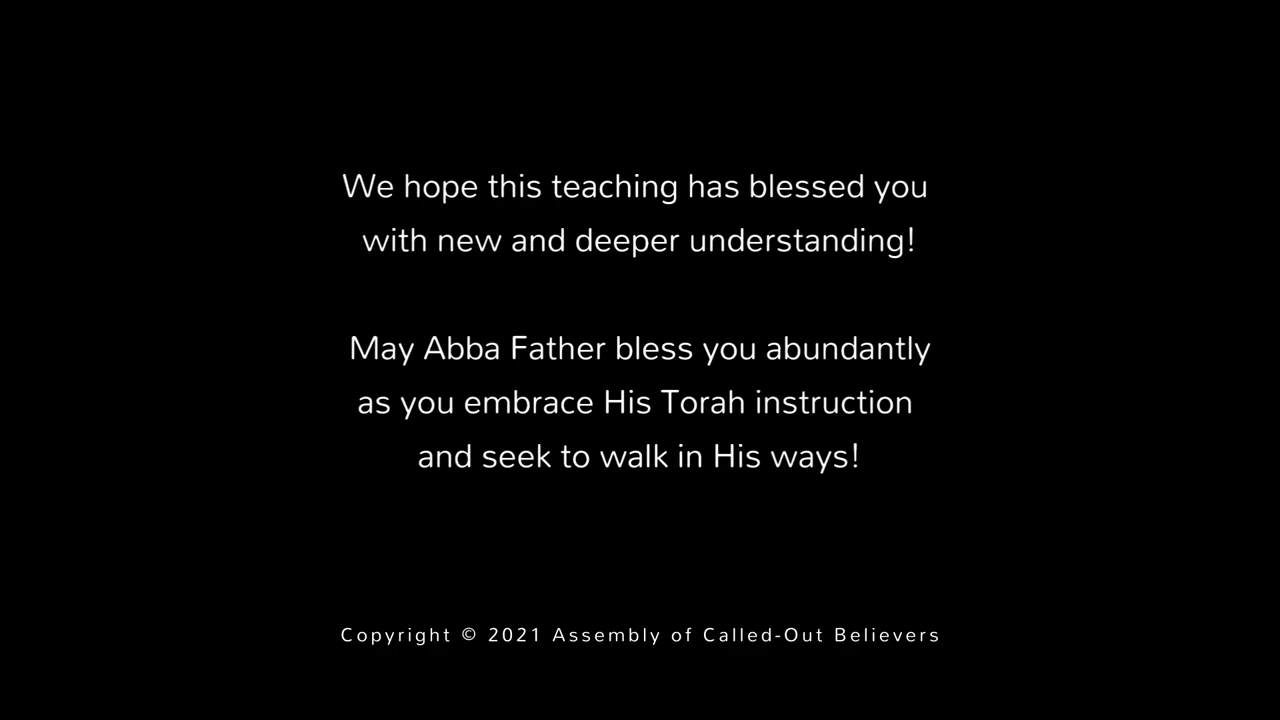 We hope this teaching has blessed you
with new and deeper understanding!
May Abba Father bless you abundantly
as you embrace His Torah instruction
and seek to walk in His ways!
Copyright © 2021 Assembly of Called-Out Believers